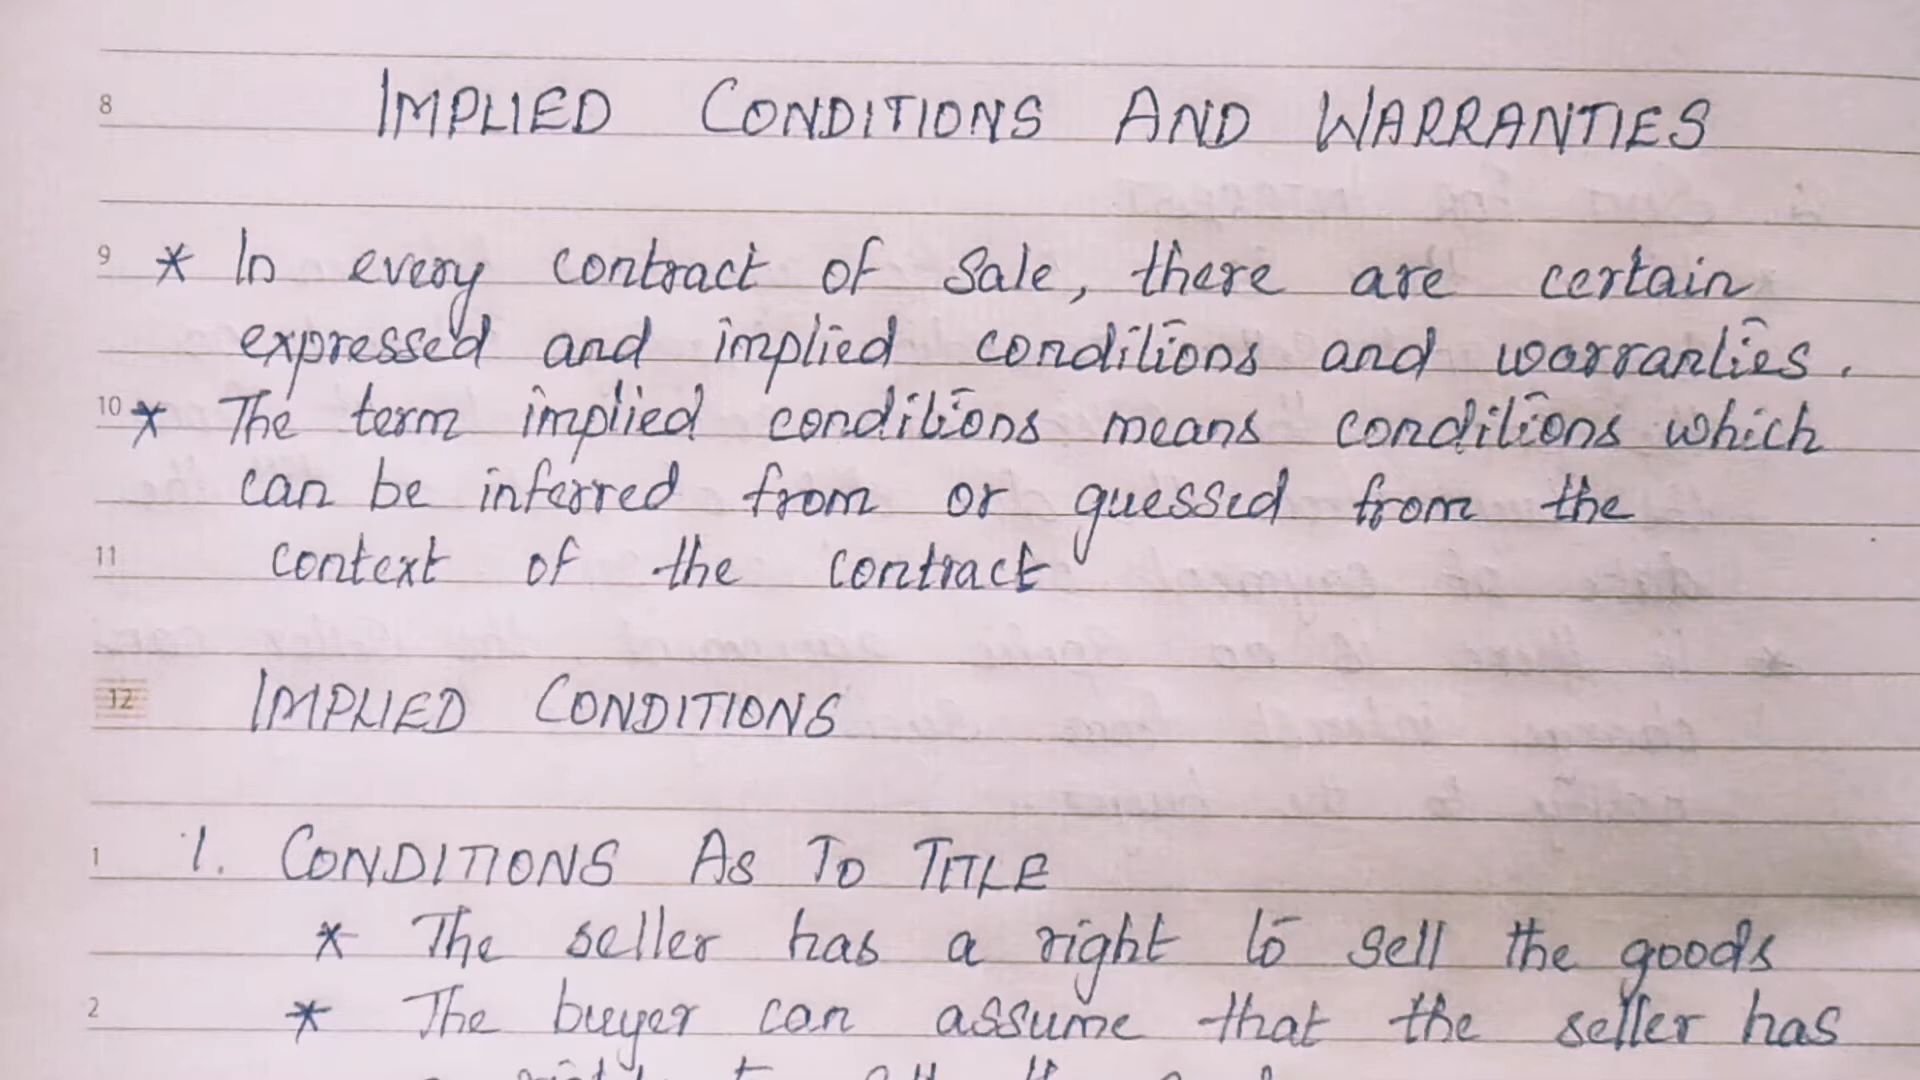 8 IMPLIED CONDITIONS AND WARRANTIES
9 * In every contract of Sale, there are certain
expressed and implied conditions and warranties.
10 * The term implied conditions means conditions which
can be inferred from or guessed from the
11 context of the contract
12 IMPLIED CONDITIONS
1 1. CONDITIONS AS TO TITLE
* The seller has a right to sell the goods
2 * The buyer can assume that the seller has